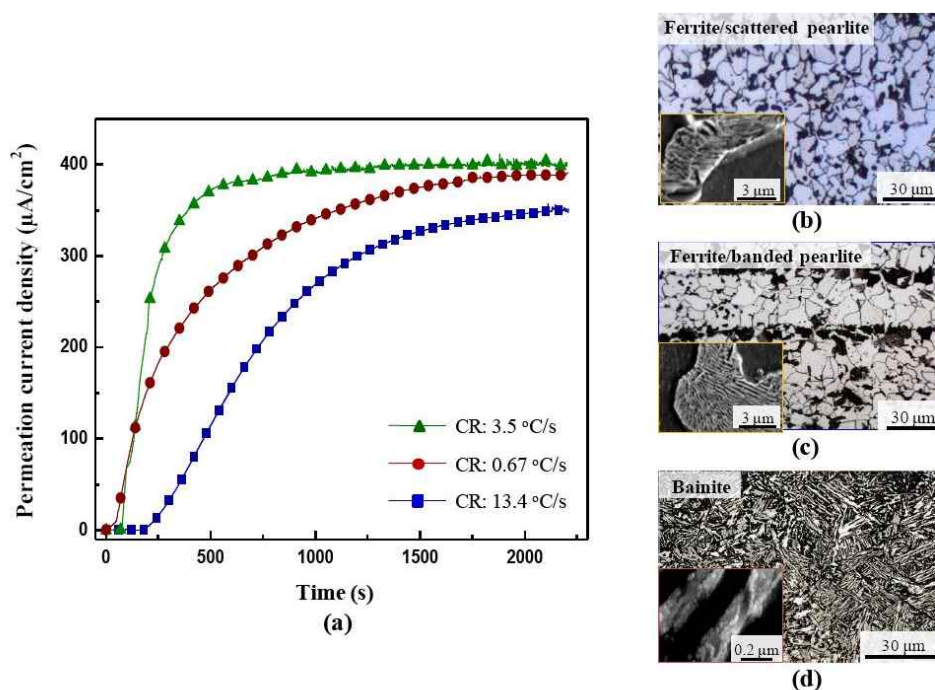 Permeation current density (µA/cm²)
400
300
200
100
0
CR: 3.5 °C/s
CR: 0.67 °C/s
CR: 13.4 °C/s
0
500
1000
1500
2000
Time (s)
(a)
Ferrite/scattered pearlite
3 µm
30 µm
(b)
Ferrite/banded pearlite
3 µm
30 µm
(c)
Bainite
0.2 µm
30 µm
(d)